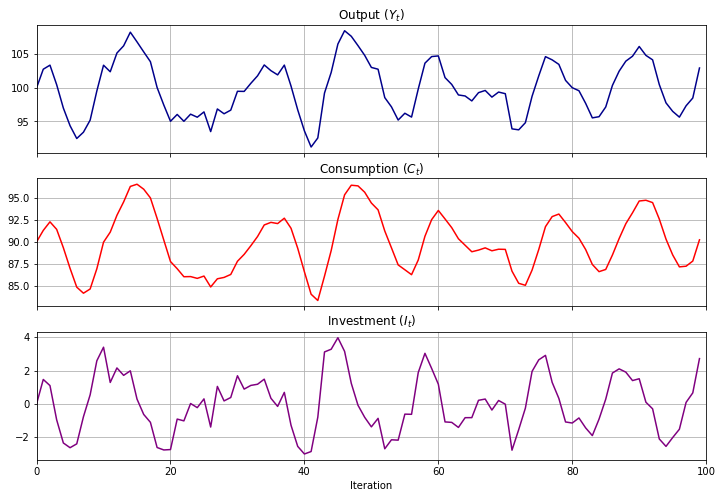 Output (Y_t)
105
100
95
Consumption (C_t)
95.0
92.5
90.0
87.5
85.0
Investment (I_t)
4
2
0
−2
0 20 40 60 80 100
Iteration